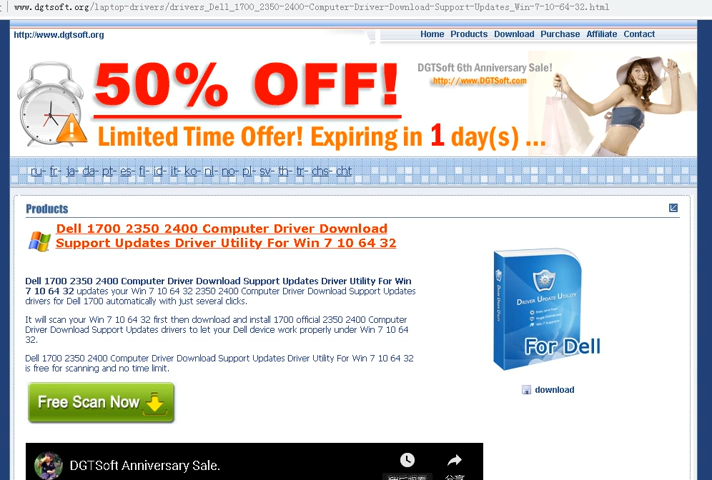 www.dgtsoft.org/laptop-drivers/drivers_Dell_1700_2350-2400-Computer-Driver-Download-Support-Updates_Win-7-10-64-32.html
http://www.dgtsoft.org
Home Products Download Purchase Affiliate Contact
50% OFF!
DGTSoft 6th Anniversary Sale!
http://www.DGTSoft.com
Limited Time Offer! Expiring in 1 day(s) ...
ru- fr- ja- da- pt- es- fi- id- it- ko- nl- no- pl- sv- th- tr- chs- cht
Products
Dell 1700 2350 2400 Computer Driver Download
Support Updates Driver Utility For Win 7 10 64 32
Dell 1700 2350 2400 Computer Driver Download Support Updates Driver Utility For Win
7 10 64 32 updates your Win 7 10 64 32 2350 2400 Computer Driver Download Support Updates
drivers for Dell 1700 automatically with just several clicks.
It will scan your Win 7 10 64 32 first then download and install 1700 official 2350 2400 Computer
Driver Download Support Updates drivers to let your Dell device work properly under Win 7 10 64
32.
Dell 1700 2350 2400 Computer Driver Download Support Updates Driver Utility For Win 7 10 64 32
is free for scanning and no time limit.
Free Scan Now
DRIVER UPDATE UTILITY
For Dell
download
DGTSoft Anniversary Sale.
分享